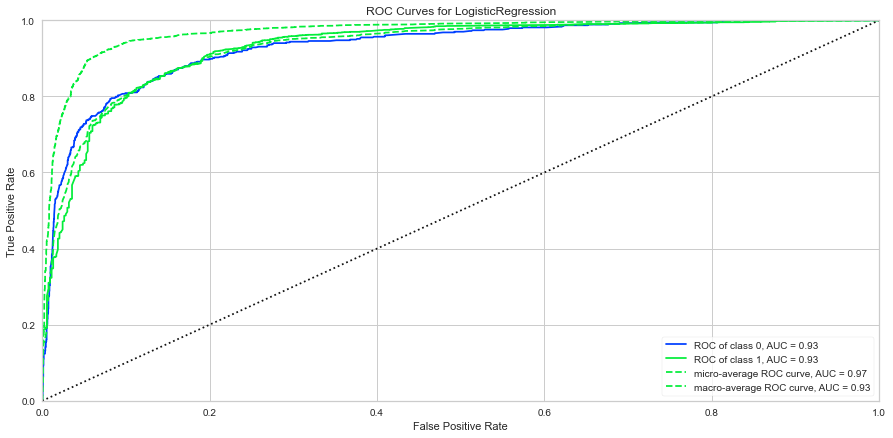 ROC Curves for LogisticRegression
1.0
0.8
0.6
0.4
0.2
0.0
True Positive Rate
ROC of class 0, AUC = 0.93
ROC of class 1, AUC = 0.93
micro-average ROC curve, AUC = 0.97
macro-average ROC curve, AUC = 0.93
0.0 0.2 0.4 0.6 0.8 1.0
False Positive Rate